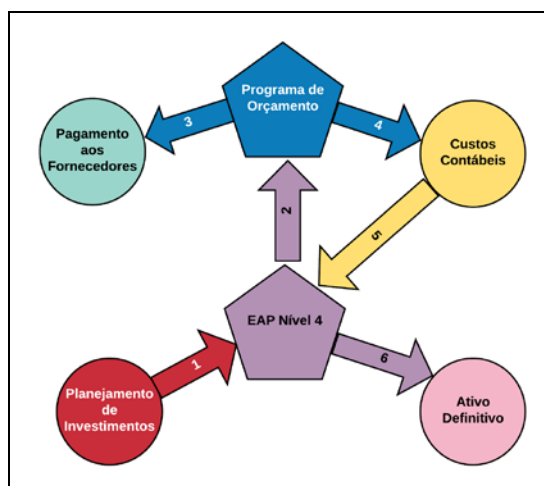 Programa de
Orçamento
3
4
Pagamento
aos
Fornecedores
Custos
Contábeis
2
5
EAP Nível 4
1
6
Planejamento
de
Investimentos
Ativo
Definitivo